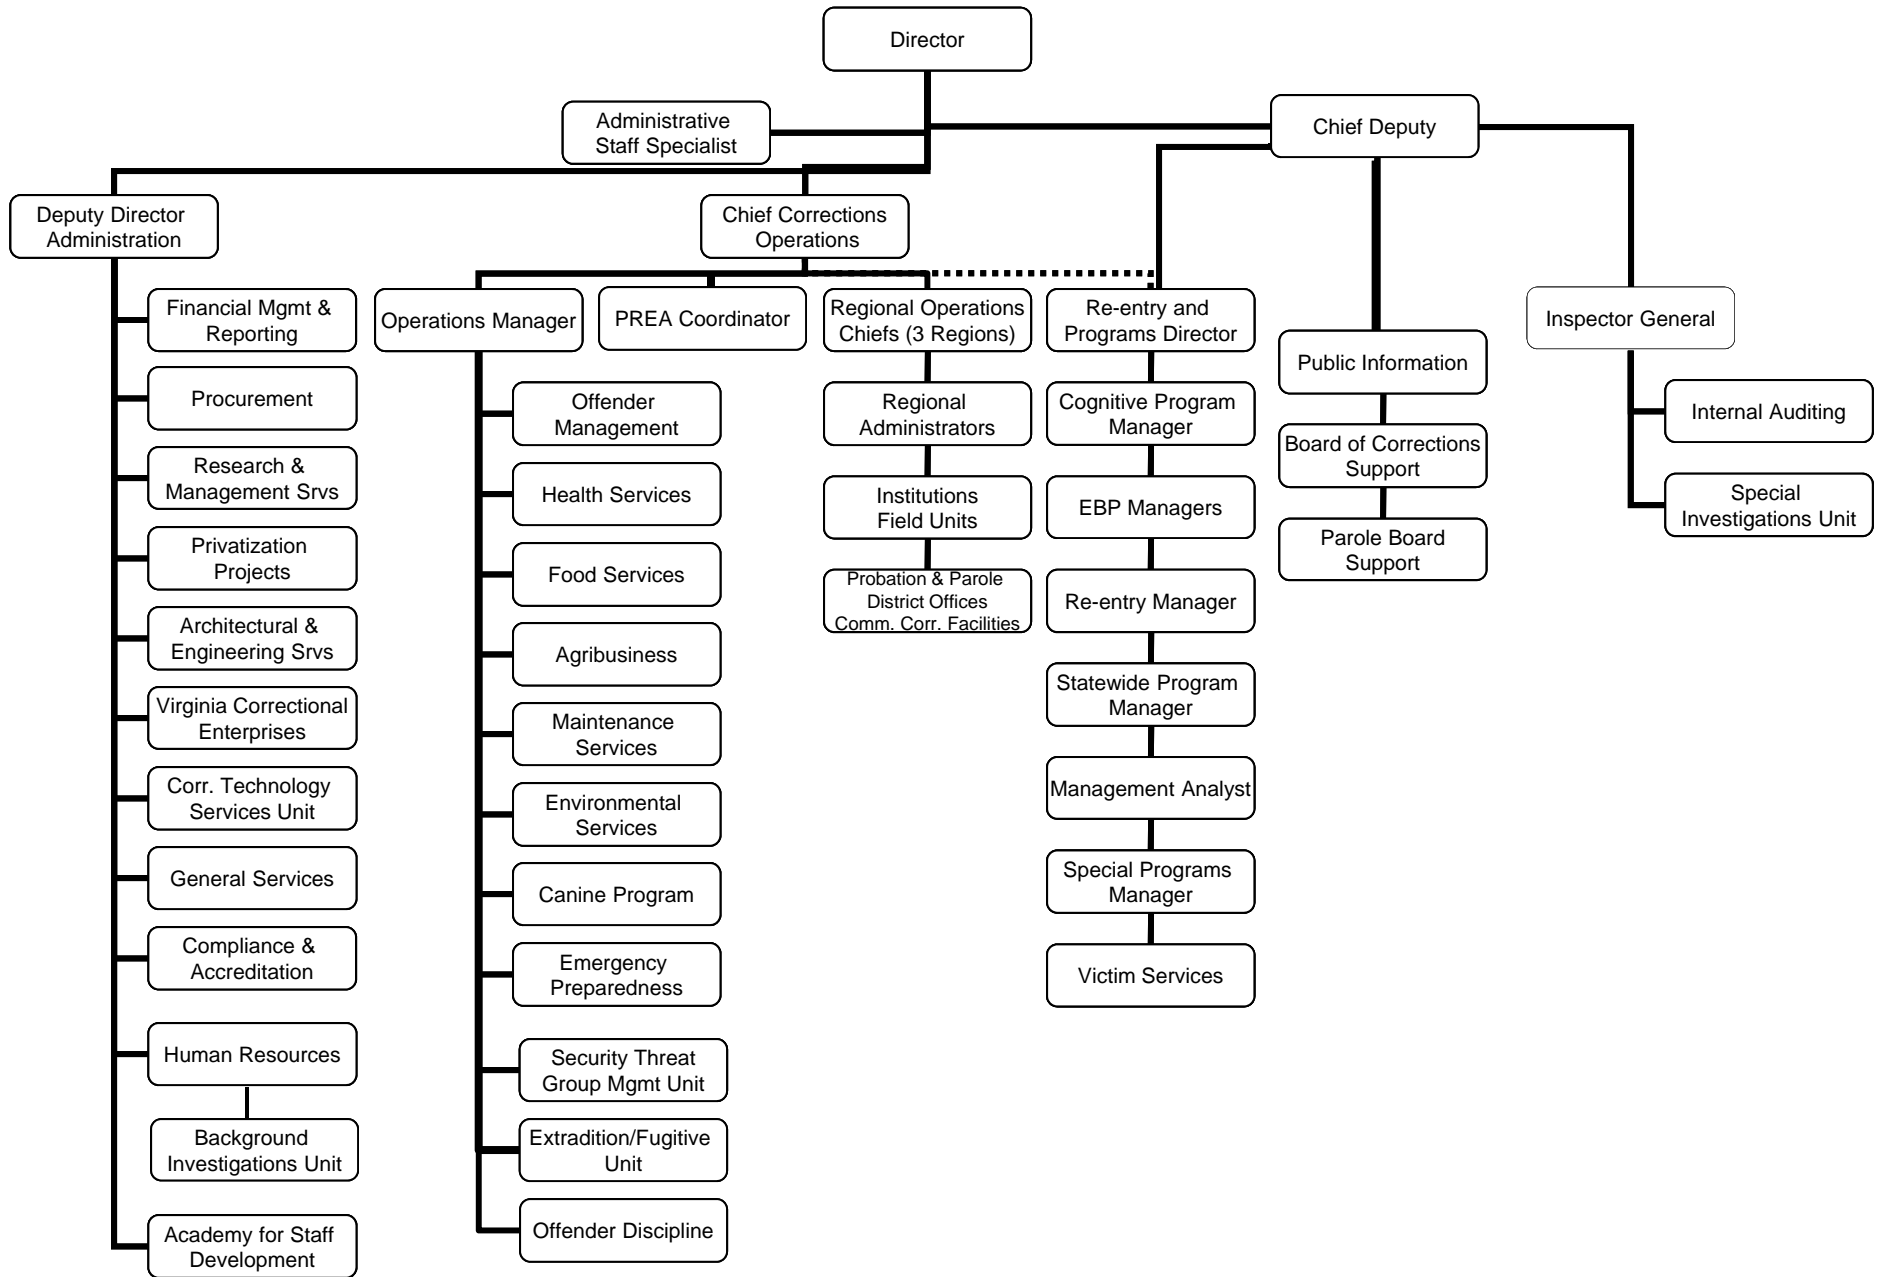 Director
Administrative
Staff Specialist
Chief Deputy
Deputy Director
Administration
Chief Corrections
Operations
Financial Mgmt &
Reporting
Procurement
Research &
Management Srvs
Privatization
Projects
Architectural &
Engineering Srvs
Virginia Correctional
Enterprises
Corr. Technology
Services Unit
General Services
Compliance &
Accreditation
Human Resources
Background
Investigations Unit
Academy for Staff
Development
Operations Manager
Offender
Management
Health Services
Food Services
Agribusiness
Maintenance
Services
Environmental
Services
Canine Program
Emergency
Preparedness
Security Threat
Group Mgmt Unit
Extradition/Fugitive
Unit
Offender Discipline
PREA Coordinator
Regional Operations
Chiefs (3 Regions)
Regional
Administrators
Institutions
Field Units
Probation & Parole
District Offices
Comm. Corr. Facilities
Re-entry and
Programs Director
Cognitive Program
Manager
EBP Managers
Re-entry Manager
Statewide Program
Manager
Management Analyst
Special Programs
Manager
Victim Services
Public Information
Board of Corrections
Support
Parole Board
Support
Inspector General
Internal Auditing
Special
Investigations Unit